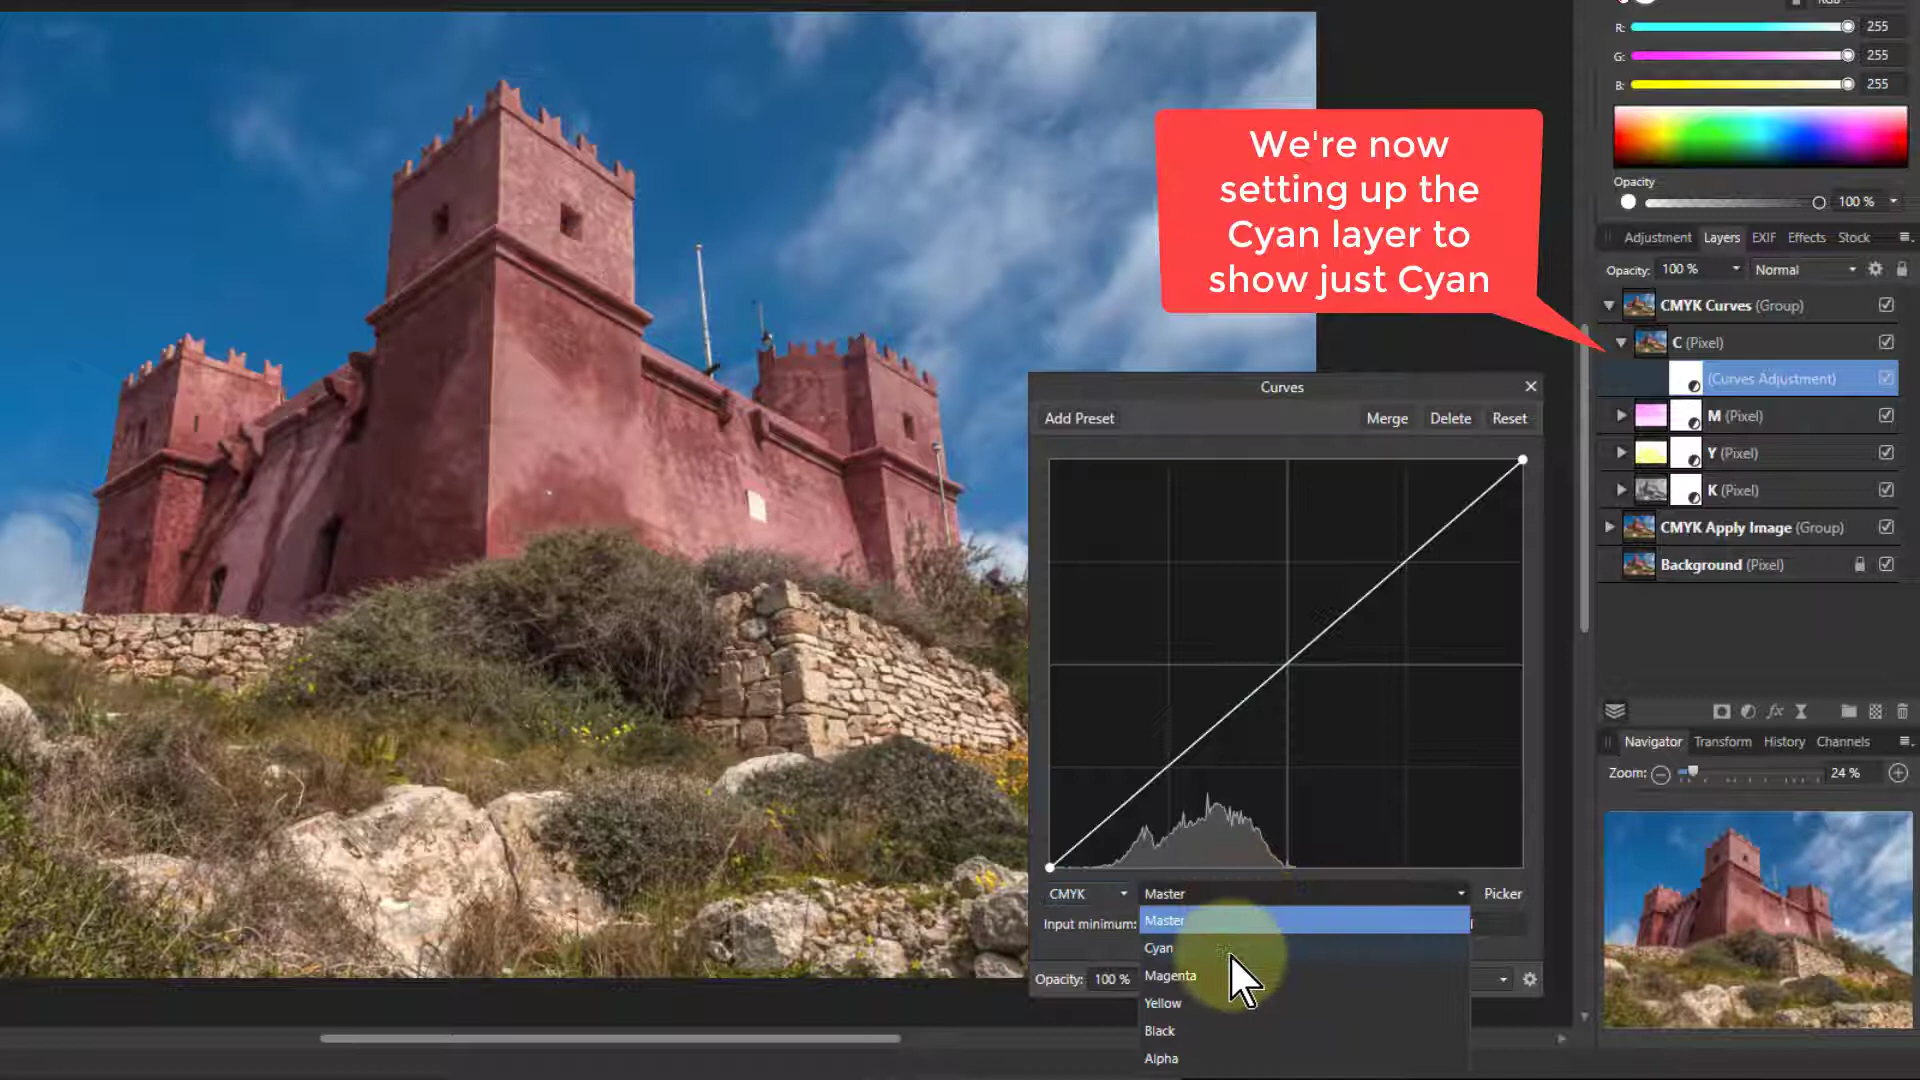 R: 255
G: 255
B: 255
We're now
setting up the
Cyan layer to
show just Cyan
Opacity
100 %
Adjustment Layers EXIF Effects Stock
Opacity: 100 % Normal
CMYK Curves (Group)
C (Pixel)
(Curves Adjustment)
M (Pixel)
Y (Pixel)
K (Pixel)
CMYK Apply Image (Group)
Background (Pixel)
fx
Navigator Transform History Channels
Zoom: 24 %
Curves
Add Preset Merge Delete Reset
CMYK Master Picker
Input minimum:
Master
Cyan
Magenta
Yellow
Black
Alpha
Opacity: 100 %